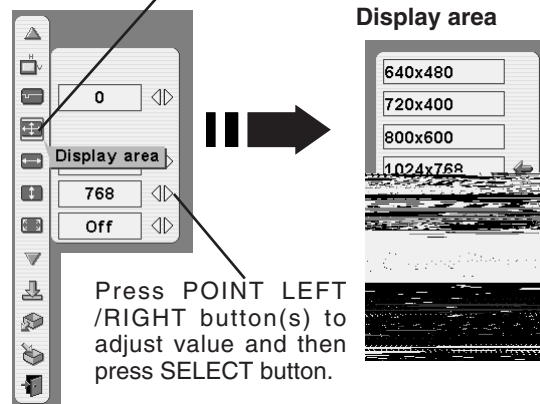 Display area
H
V
0
Display area
768
Off
640x480
720x400
800x600
1024x768
Press POINT LEFT
/RIGHT button(s) to
adjust value and then
press SELECT button.